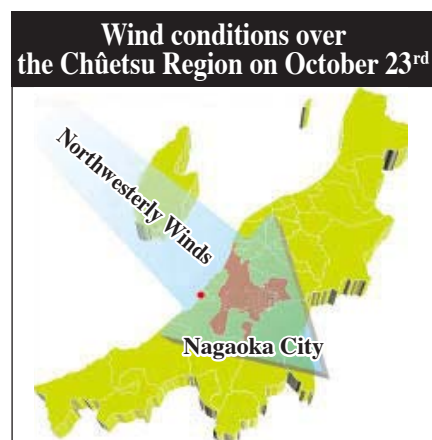 Wind conditions over
the Chûetsu Region on October 23rd
Northwesterly Winds
Nagaoka City